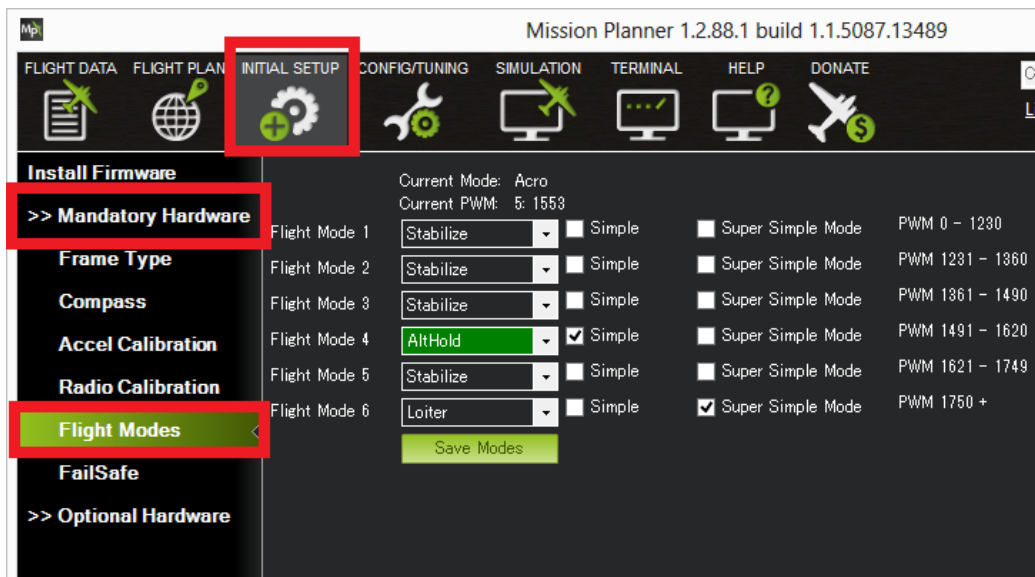 Mp
Mission Planner 1.2.88.1 build 1.1.5087.13489
FLIGHT DATA FLIGHT PLAN INITIAL SETUP CONFIG/TUNING SIMULATION TERMINAL HELP DONATE
Install Firmware
>> Mandatory Hardware
Frame Type
Compass
Accel Calibration
Radio Calibration
Flight Modes
FailSafe
>> Optional Hardware
Current Mode: Acro
Current PWM: 5: 1553
Flight Mode 1 Stabilize Simple Super Simple Mode PWM 0 - 1230
Flight Mode 2 Stabilize Simple Super Simple Mode PWM 1231 - 1360
Flight Mode 3 Stabilize Simple Super Simple Mode PWM 1361 - 1490
Flight Mode 4 AltHold Simple Super Simple Mode PWM 1491 - 1620
Flight Mode 5 Stabilize Simple Super Simple Mode PWM 1621 - 1749
Flight Mode 6 Loiter Simple Super Simple Mode PWM 1750 +
Save Modes